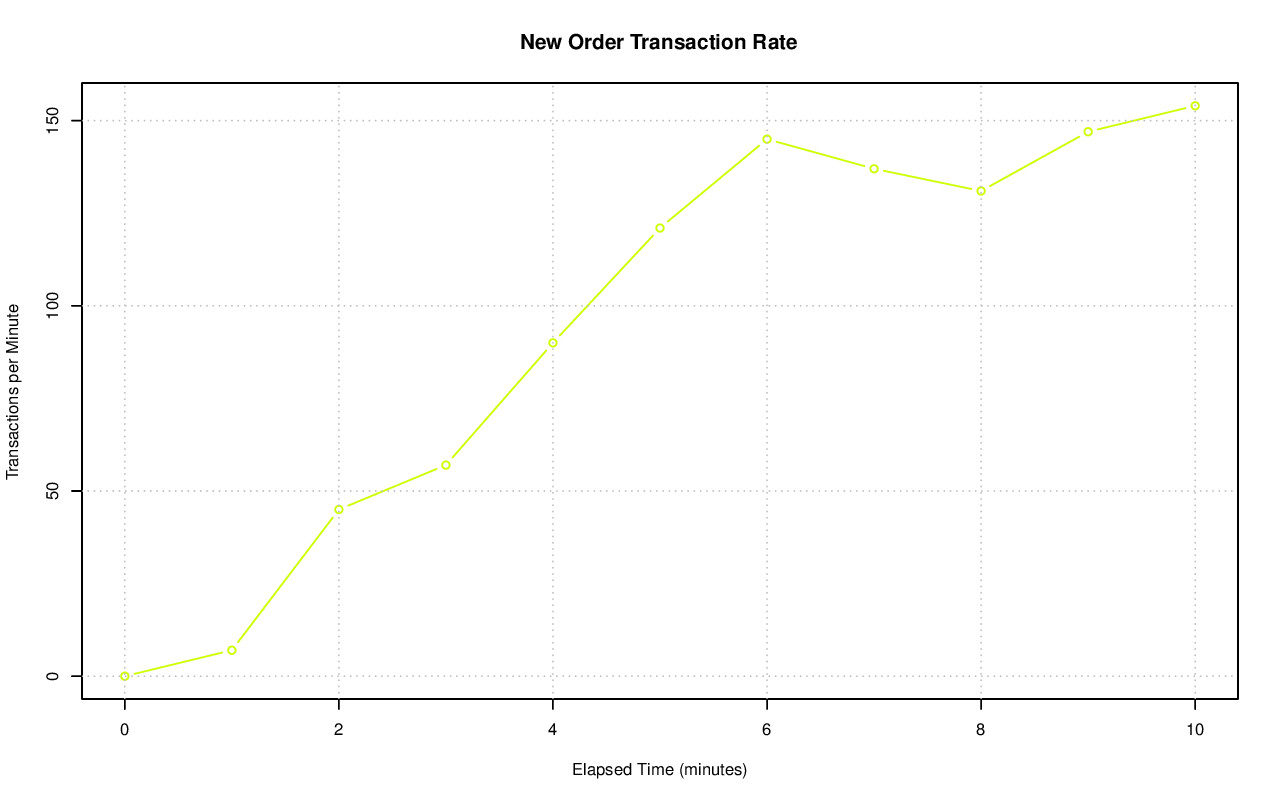 New Order Transaction Rate
Transactions per Minute
150
100
50
0
0 2 4 6 8 10
Elapsed Time (minutes)